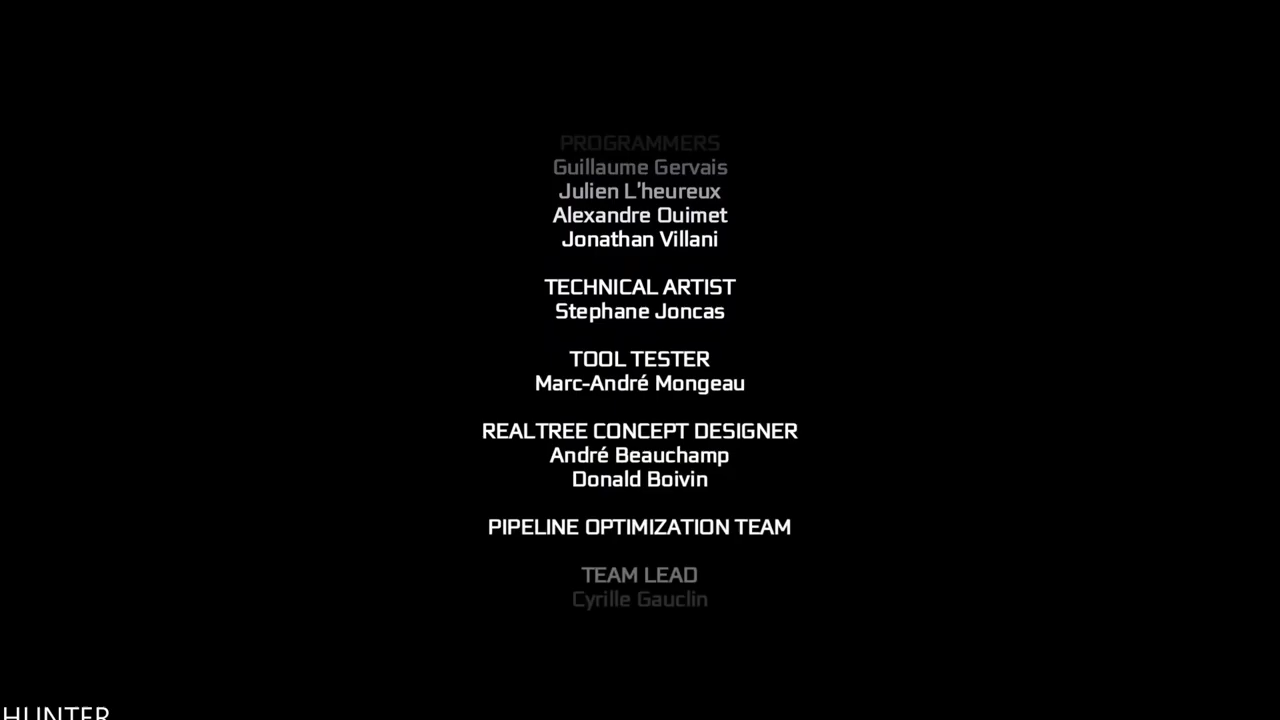 PROGRAMMERS
Guillaume Gervais
Julien L'heureux
Alexandre Ouimet
Jonathan Villani
TECHNICAL ARTIST
Stephane Joncas
TOOL TESTER
Marc-André Mongeau
REALTREE CONCEPT DESIGNER
André Beauchamp
Donald Boivin
PIPELINE OPTIMIZATION TEAM
TEAM LEAD
Cyrille Gauclin
HUNTER